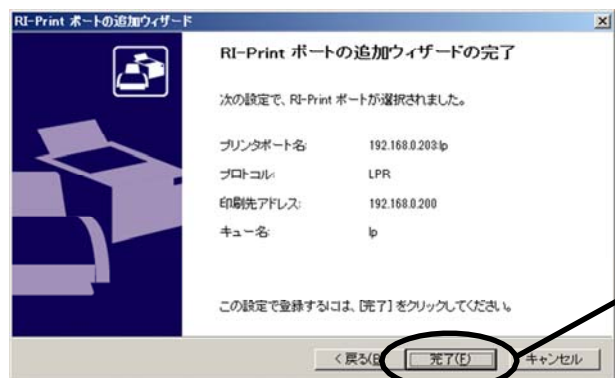 RI-Print ポートの追加ウィザード
RI-Print ポートの追加ウィザードの完了
次の設定で、RI-Print ポートが選択されました。
プリンタポート名: 192.168.0.203:lp
プロトコル: LPR
印刷先アドレス: 192.168.0.200
キュー名: lp
この設定で登録するには、[完了]をクリックしてください。
< 戻る(B 完了(F) キャンセル